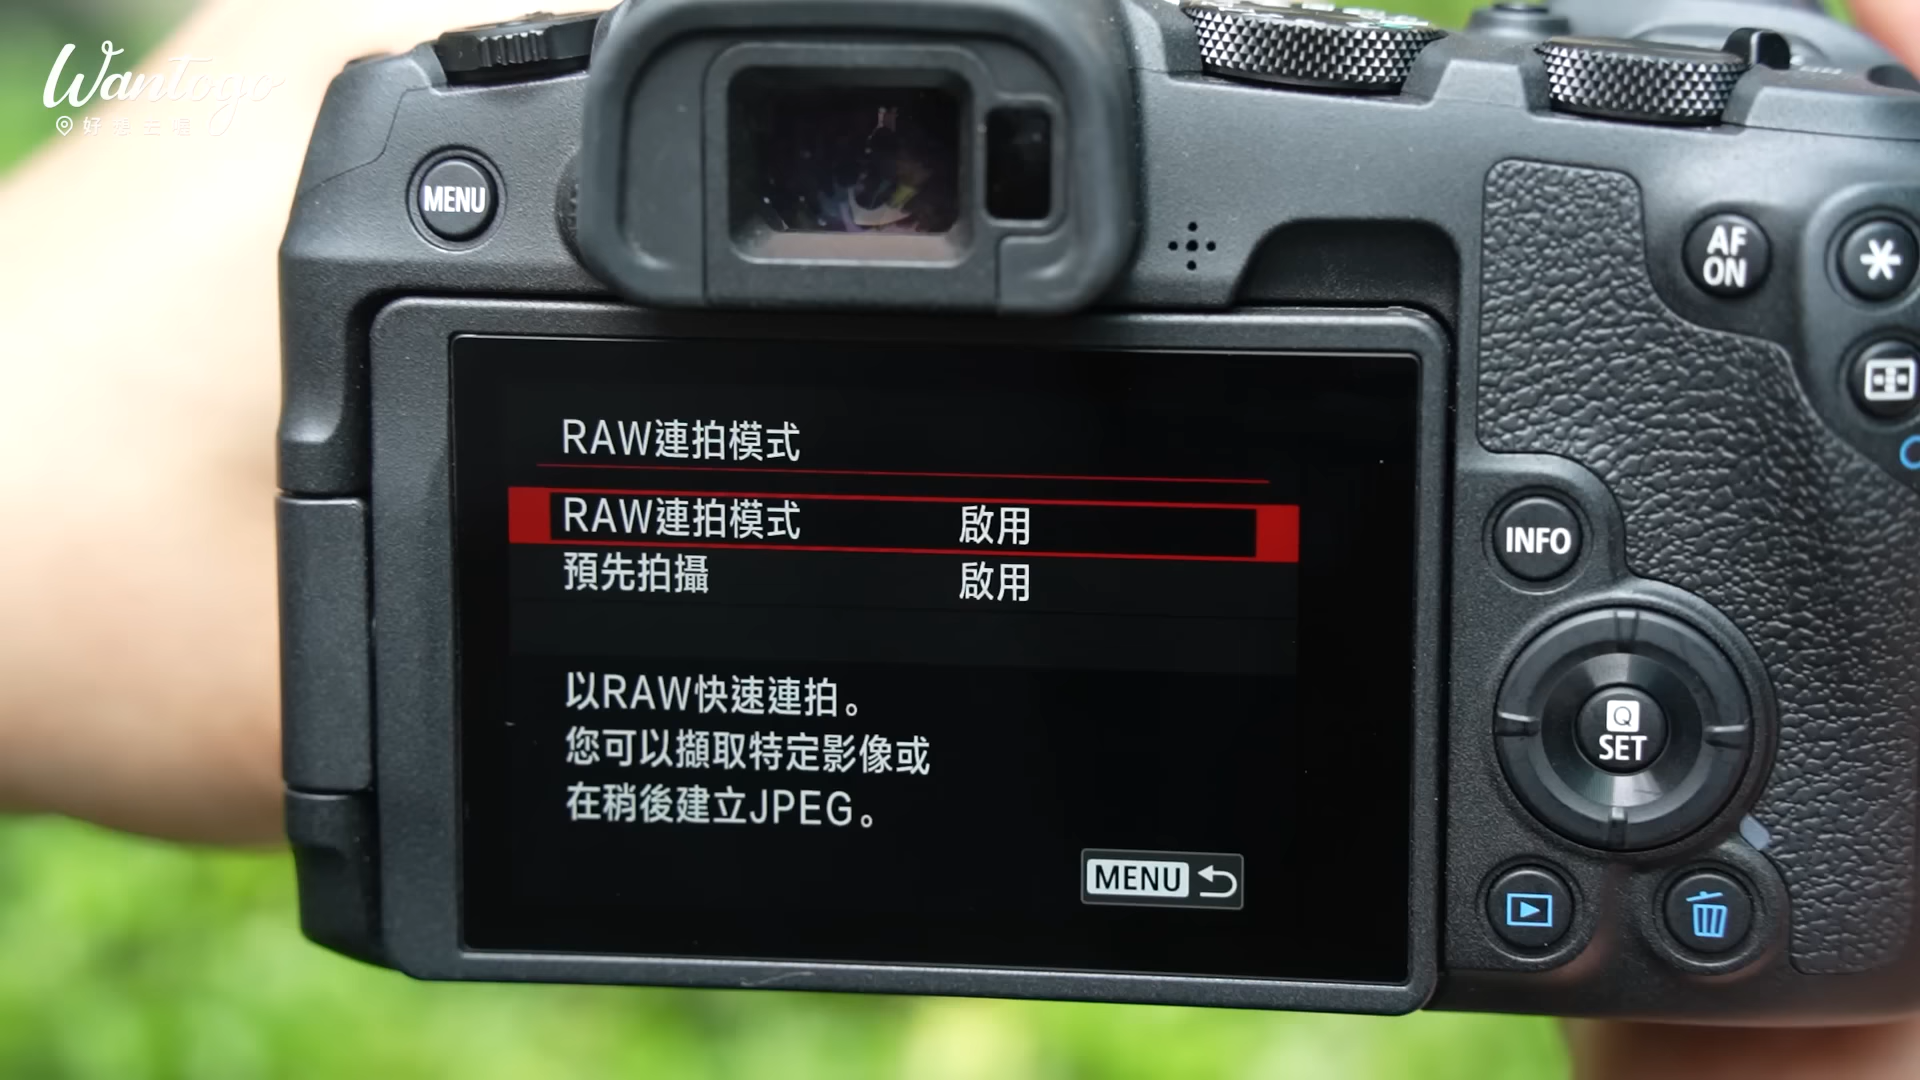 WanTogo
好想去喔
MENU
AF
ON
RAW連拍模式
RAW連拍模式 啟用
預先拍攝 啟用
以RAW快速連拍。
您可以擷取特定影像或
在稍後建立JPEG。
MENU
INFO
Q
SET